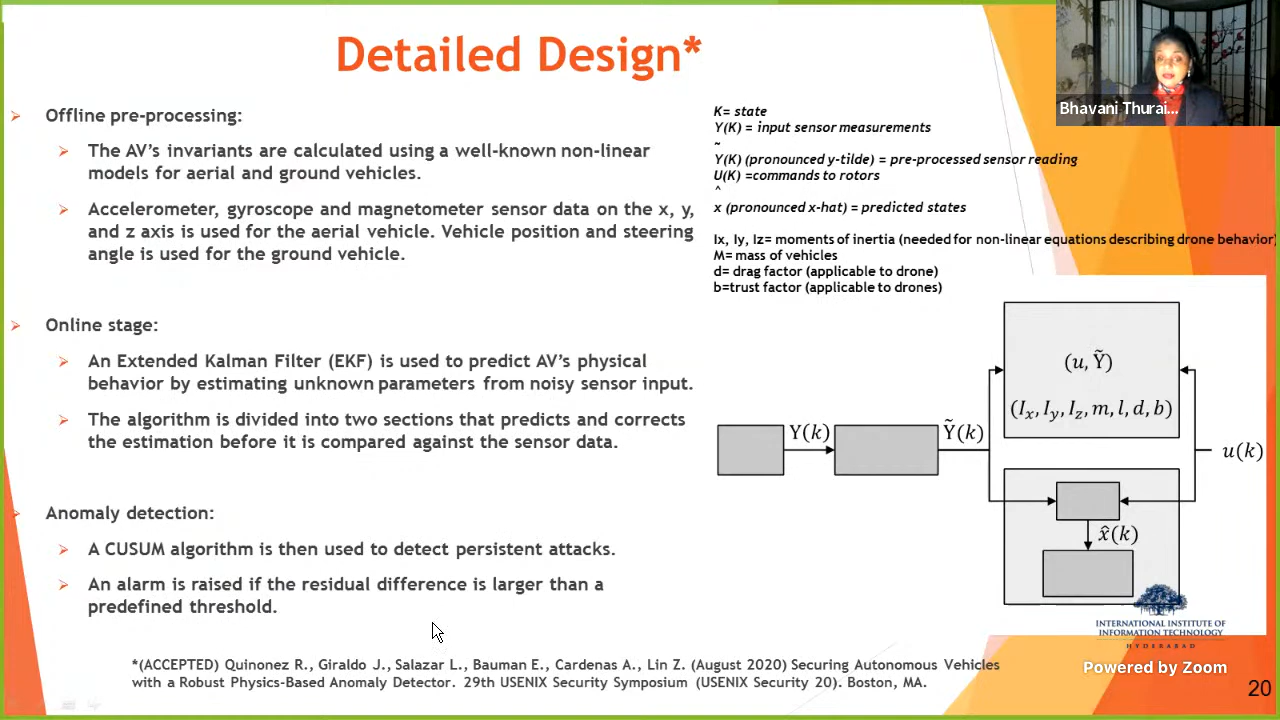 Detailed Design*
Offline pre-processing:
The AV's invariants are calculated using a well-known non-linear
models for aerial and ground vehicles.
Accelerometer, gyroscope and magnetometer sensor data on the x, y,
and z axis is used for the aerial vehicle. Vehicle position and steering
angle is used for the ground vehicle.
Online stage:
An Extended Kalman Filter (EKF) is used to predict AV's physical
behavior by estimating unknown parameters from noisy sensor input.
The algorithm is divided into two sections that predicts and corrects
the estimation before it is compared against the sensor data.
Anomaly detection:
A CUSUM algorithm is then used to detect persistent attacks.
An alarm is raised if the residual difference is larger than a
predefined threshold.
K= state
Y(K) = input sensor measurements
~
Y(K) (pronounced y-tilde) = pre-processed sensor reading
U(K) =commands to rotors
^
x (pronounced x-hat) = predicted states
Ix, Iy, Iz= moments of inertia (needed for non-linear equations describing drone behavior)
M= mass of vehicles
d= drag factor (applicable to drone)
b=trust factor (applicable to drones)
Y(k)
Ỹ(k)
(u, Ỹ)
(Iₓ, I_y, I_z, m, l, d, b)
u(k)
x̂(k)
*(ACCEPTED) Quinonez R., Giraldo J., Salazar L., Bauman E., Cardenas A., Lin Z. (August 2020) Securing Autonomous Vehicles
with a Robust Physics-Based Anomaly Detector. 29th USENIX Security Symposium (USENIX Security 20). Boston, MA.
Bhavani Thurai...
INTERNATIONAL INSTITUTE OF
INFORMATION TECHNOLOGY
HYDERABAD
Powered by Zoom
20